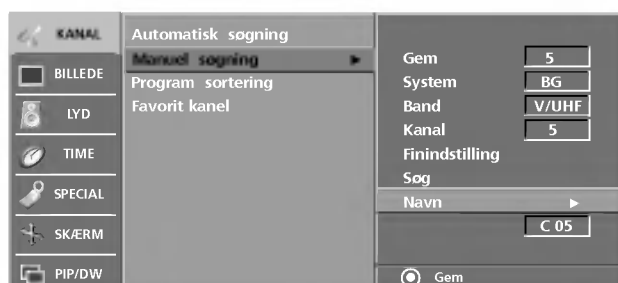 KANAL
BILLEDE
LYD
TIME
SPECIAL
SKÆRM
PIP/DW
Automatisk søgning
Manuel søgning ►
Program sortering
Favorit kanel
Gem 5
System BG
Band V/UHF
Kanal 5
Finindstilling
Søg
Navn ►
C 05
Gem